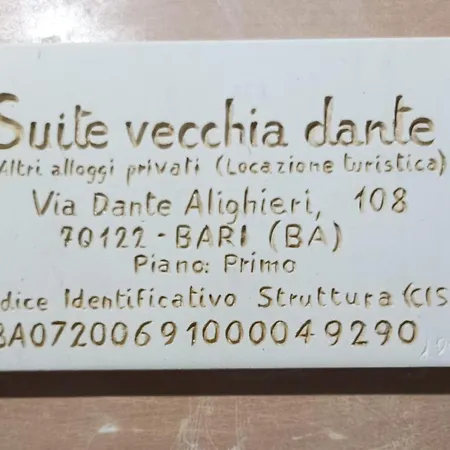 Suite vecchia dante
Altri alloggi privati (Locazione turistica)
Via Dante Alighieri, 108
70122 - BARI (BA)
Piano: Primo
dice Identificativo Struttura (CIS
BA07200691000049290